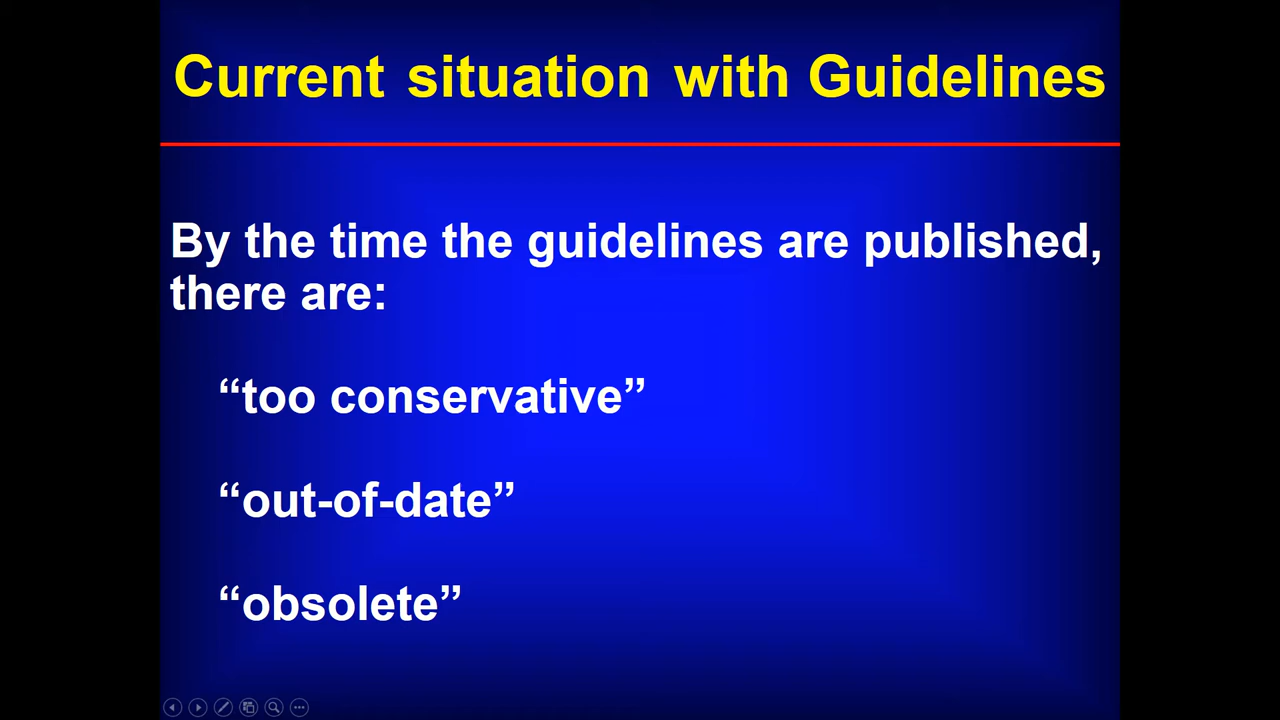 Current situation with Guidelines
By the time the guidelines are published,
there are:
“too conservative”
“out-of-date”
“obsolete”